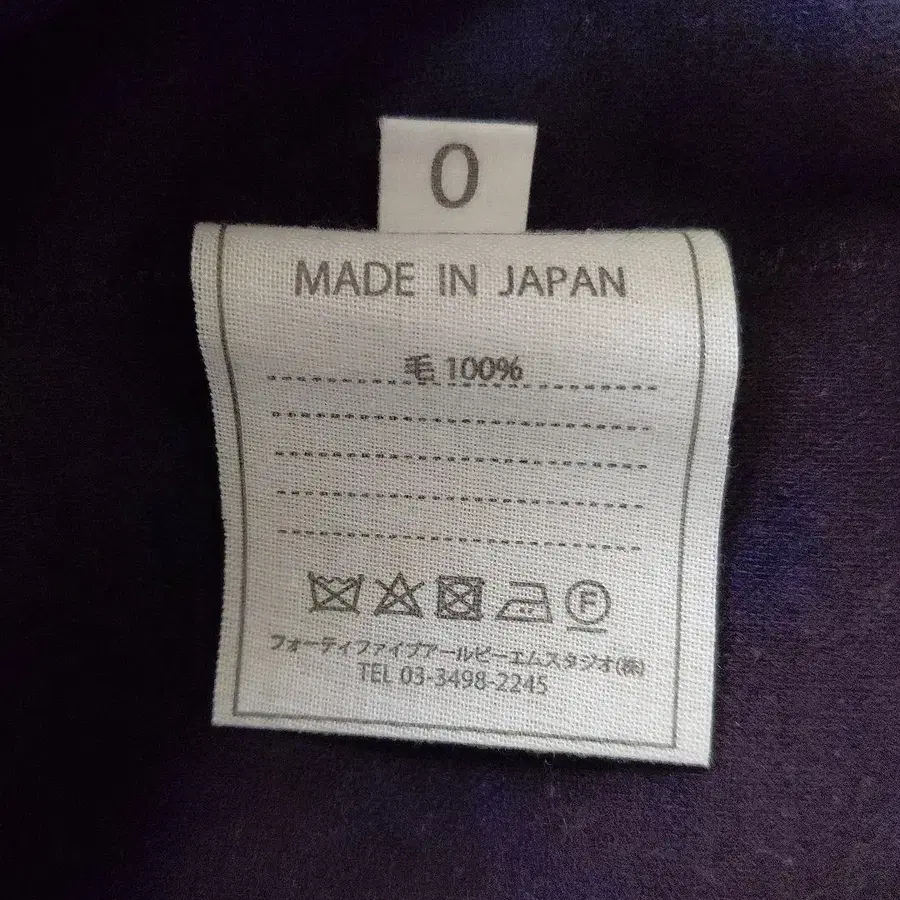 0
MADE IN JAPAN
毛 100%
F
フォーティファイブアールピーエムスタジオ(株)
TEL 03-3498-2245